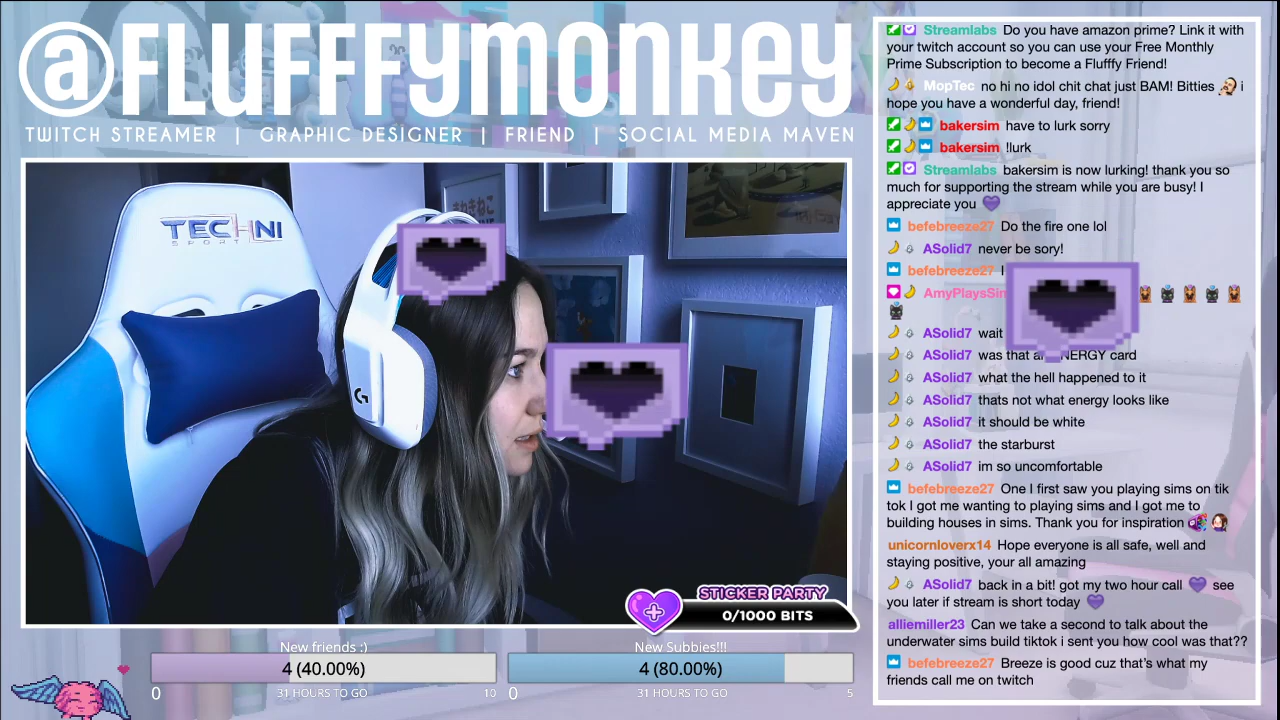 @FLUFFFYMONKEY
TWITCH STREAMER | GRAPHIC DESIGNER | FRIEND | SOCIAL MEDIA MAVEN
TECHNI
SPORT
G
STICKER PARTY
0/1000 BITS
New friends :)
4 (40.00%)
0 31 HOURS TO GO 10
New Subbies!!!
4 (80.00%)
0 31 HOURS TO GO 5
Streamlabs Do you have amazon prime? Link it with
your twitch account so you can use your Free Monthly
Prime Subscription to become a Flufffy Friend!
MopTec no hi no idol chit chat just BAM! Bitties i
hope you have a wonderful day, friend!
bakersim have to lurk sorry
bakersim !lurk
Streamlabs bakersim is now lurking! thank you so
much for supporting the stream while you are busy! I
appreciate you
befebreeze27 Do the fire one lol
ASolid7 never be sory!
befebreeze27 I
AmyPlaysSim
ASolid7 wait
ASolid7 was that an ENERGY card
ASolid7 what the hell happened to it
ASolid7 thats not what energy looks like
ASolid7 it should be white
ASolid7 the starburst
ASolid7 im so uncomfortable
befebreeze27 One I first saw you playing sims on tik
tok I got me wanting to playing sims and I got me to
building houses in sims. Thank you for inspiration
unicornloverx14 Hope everyone is all safe, well and
staying positive, your all amazing
ASolid7 back in a bit! got my two hour call see
you later if stream is short today
alliemiller23 Can we take a second to talk about the
underwater sims build tiktok i sent you how cool was that??
befebreeze27 Breeze is good cuz that's what my
friends call me on twitch